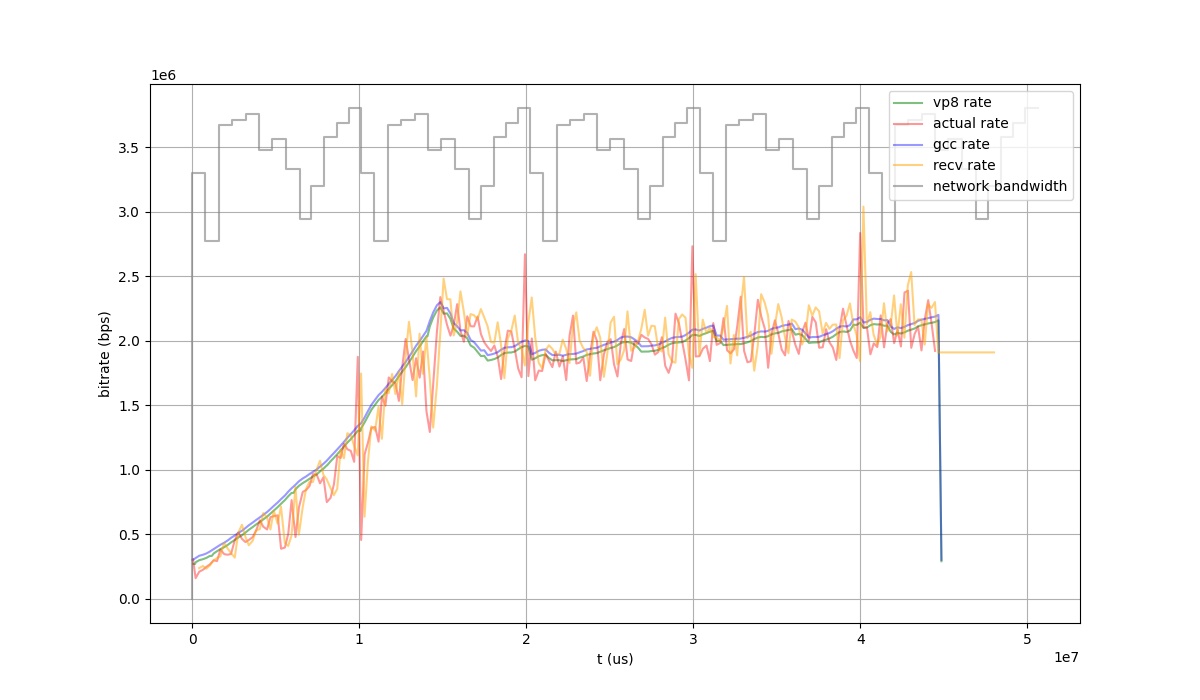 1e6
vp8 rate
actual rate
gcc rate
recv rate
network bandwidth
3.5
3.0
2.5
2.0
1.5
1.0
0.5
0.0
bitrate (bps)
0 1 2 3 4 5
t (us)
1e7